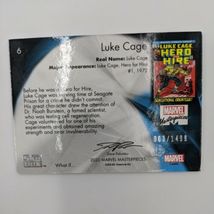 6
Luke Cage
Real Name: Luke Cage
Major Appearance: Luke Cage, Hero for Hire
#1, 1972
Before he was a Hero for Hire,
Luke Cage was serving time at Seagate
Prison for a crime he didn't commit.
His great character drew the attention of
Dr. Noah Burstein, a famed scientist,
who was testing cell regeneration.
Cage volunteered for one of his
experiments and obtained amazing
strength and near invulnerability.
LUKE CAGE,
HERO
FOR HIRE
063/1499
MARVEL
MARVEL
2020 MARVEL MASTERPIECES
What If...